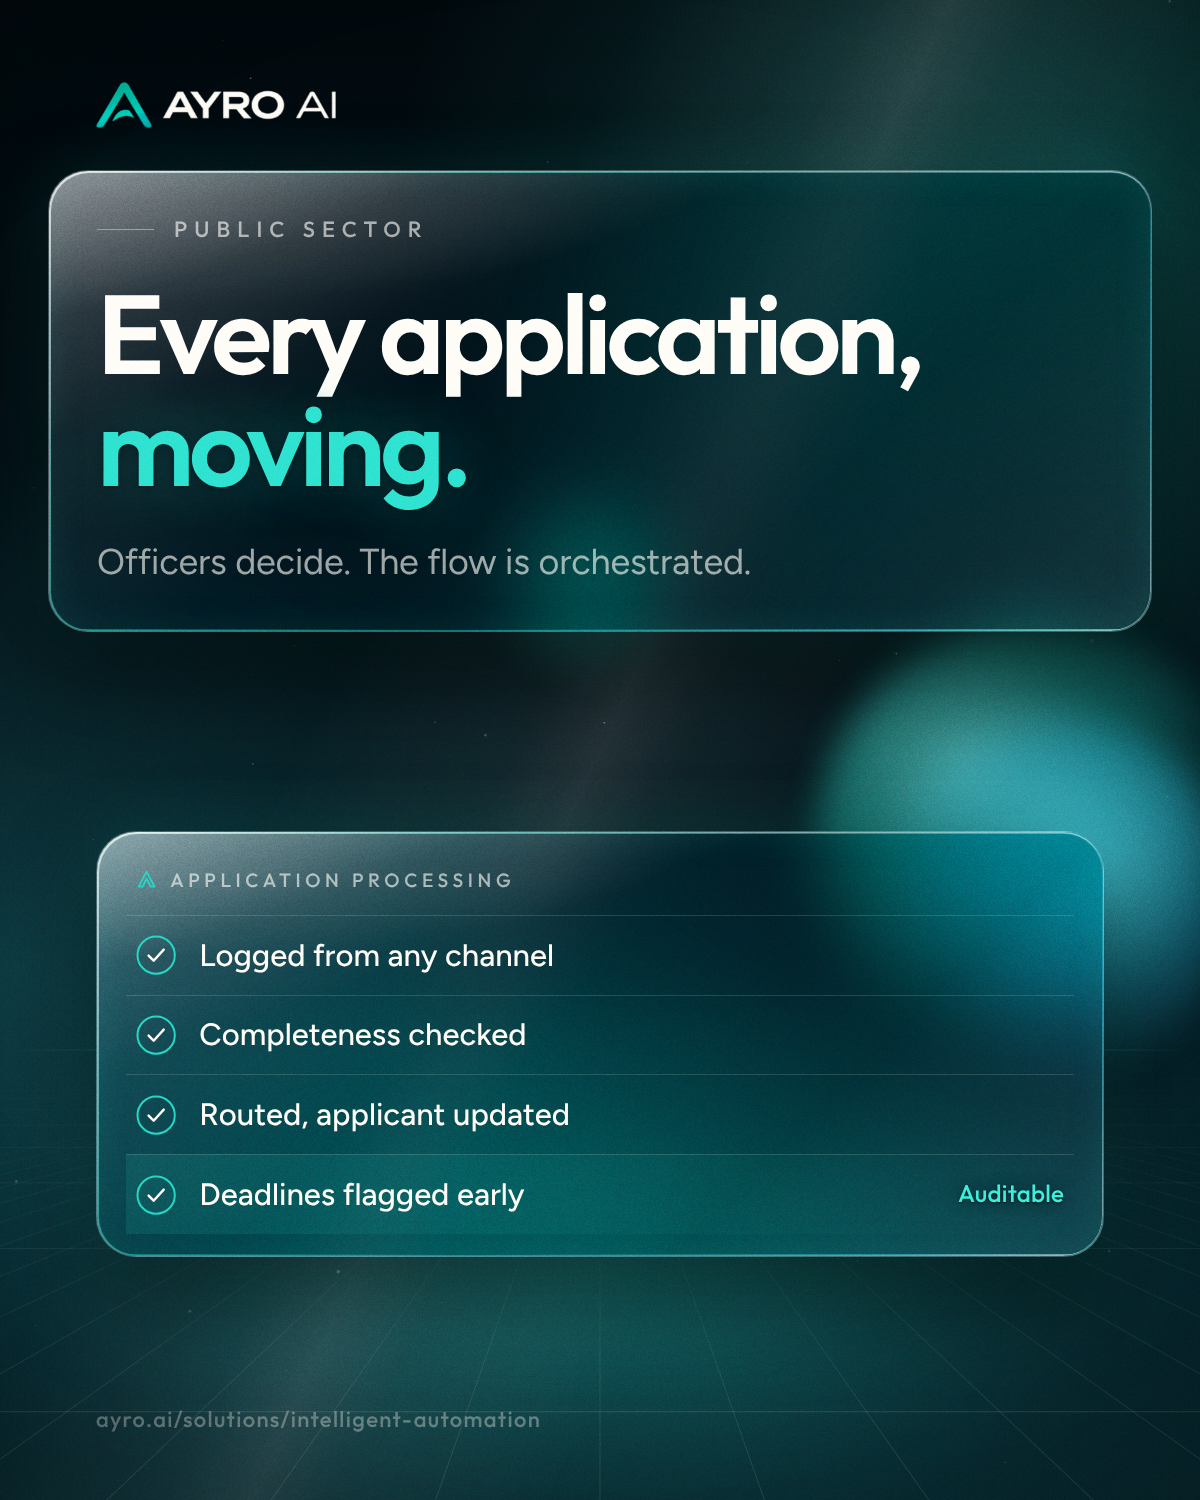 AYRO AI
PUBLIC SECTOR
Every application,
moving.
Officers decide. The flow is orchestrated.
APPLICATION PROCESSING
Logged from any channel
Completeness checked
Routed, applicant updated
Deadlines flagged early
Auditable
ayro.ai/solutions/intelligent-automation